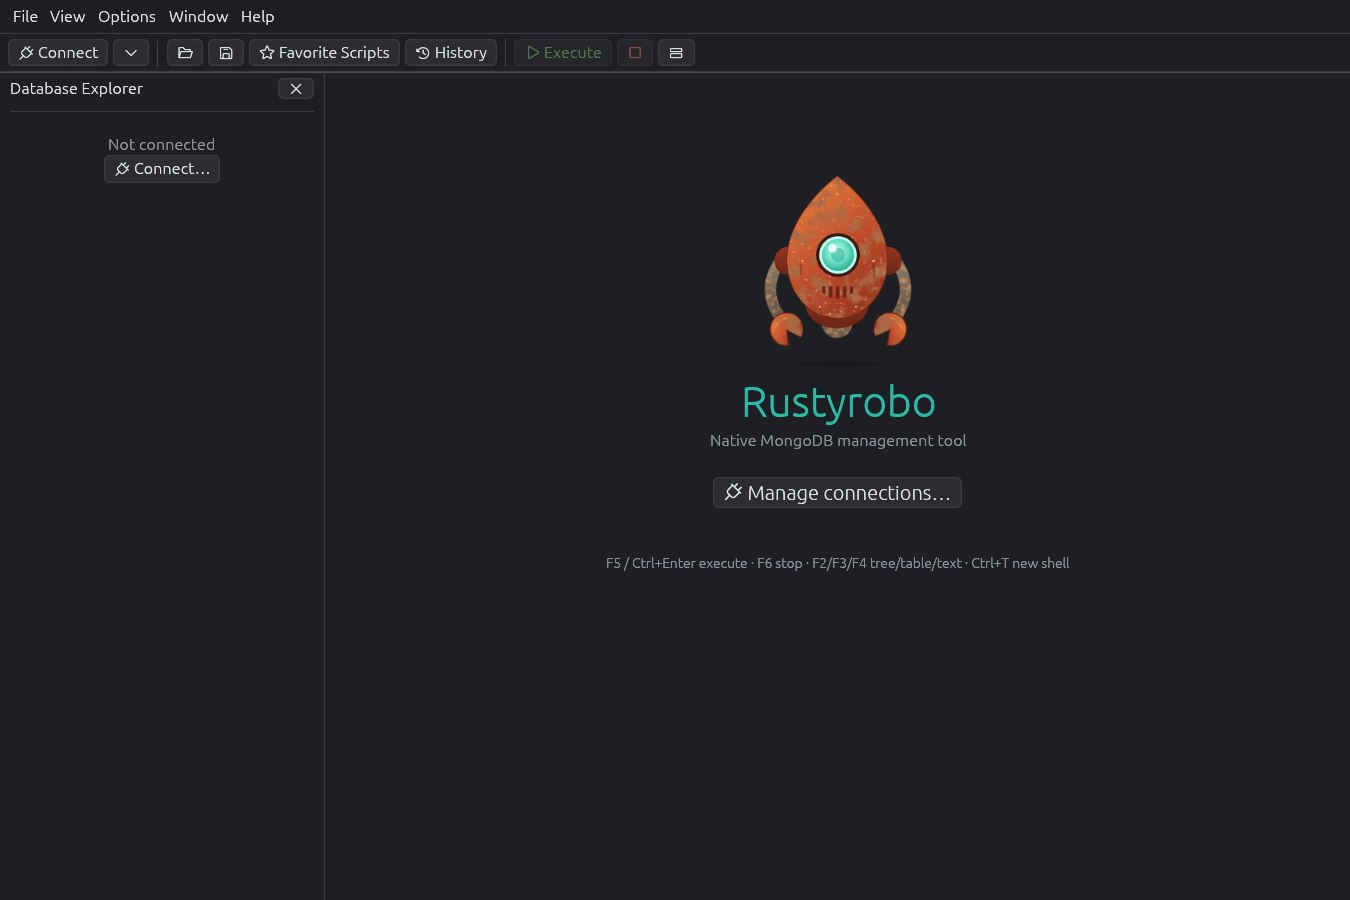 File View Options Window Help
Connect Favorite Scripts History Execute
Database Explorer
Not connected
Connect...
Rustyrobo
Native MongoDB management tool
Manage connections...
F5 / Ctrl+Enter execute · F6 stop · F2/F3/F4 tree/table/text · Ctrl+T new shell